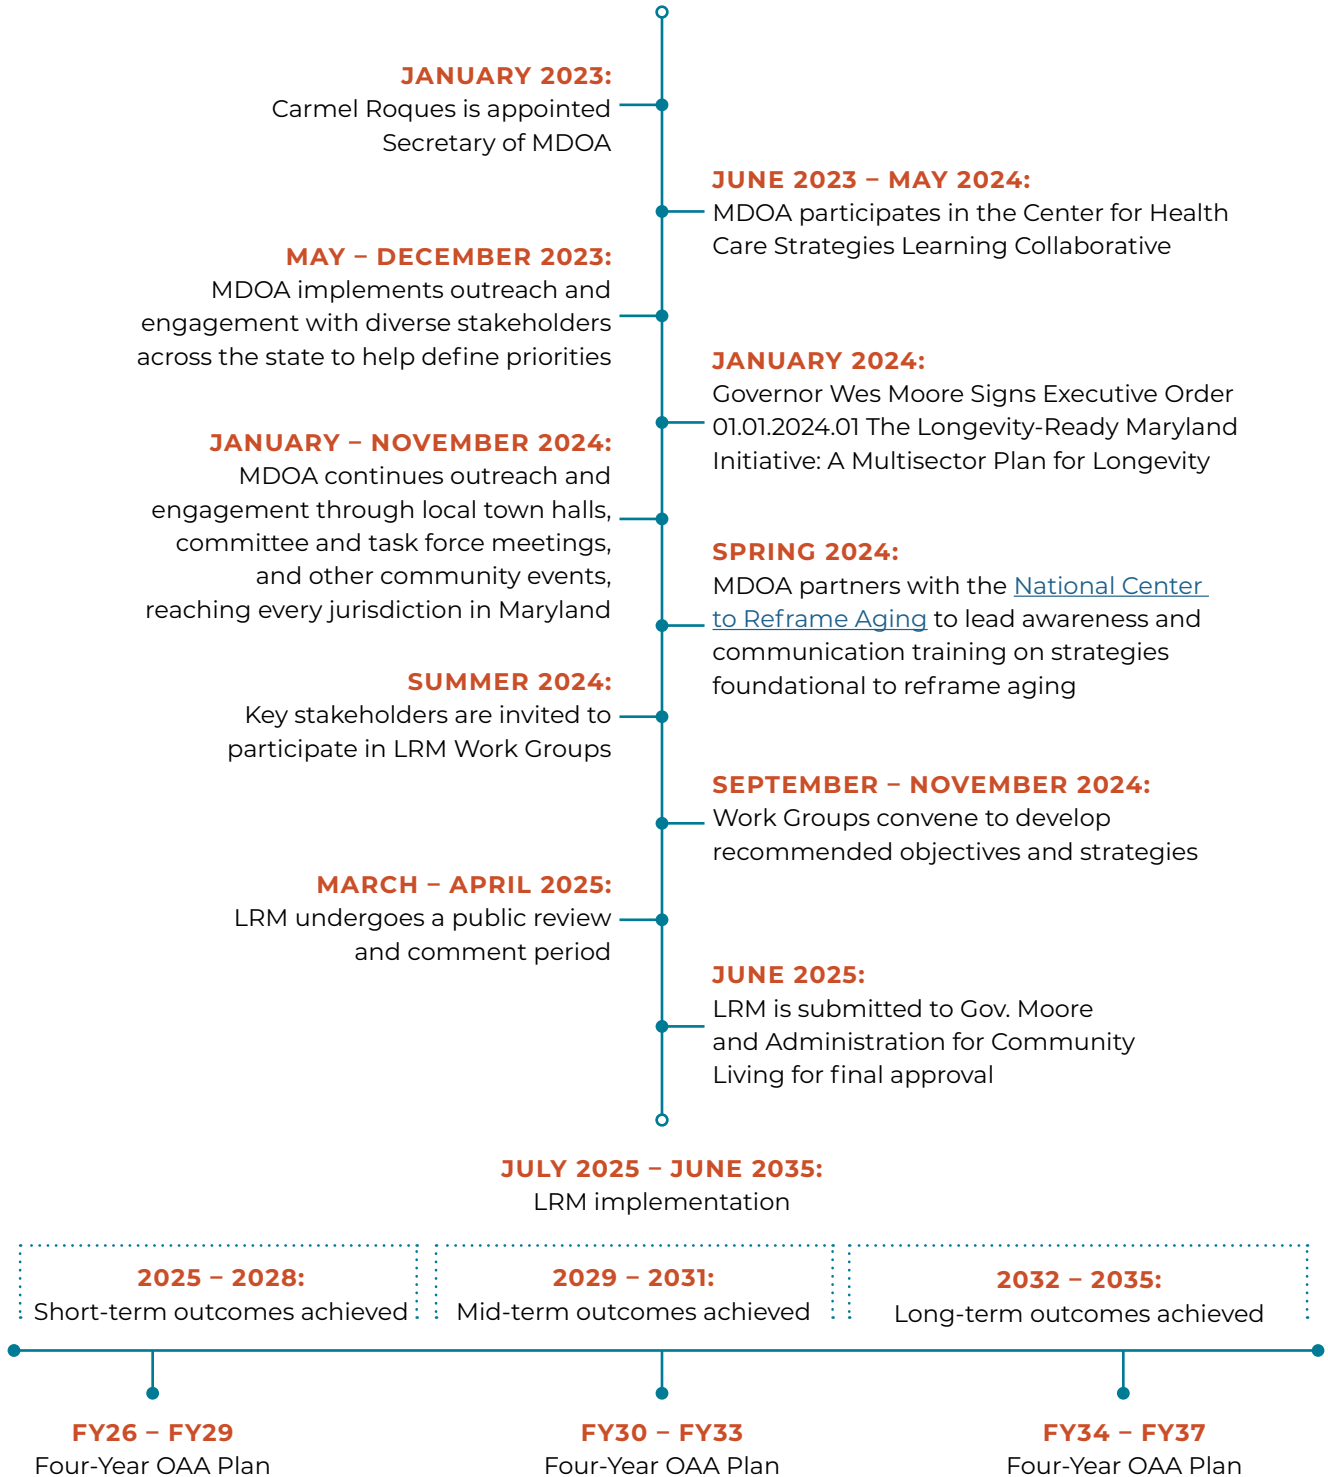 JANUARY 2023:
Carmel Roques is appointed
Secretary of MDOA
JUNE 2023 – MAY 2024:
MDOA participates in the Center for Health
Care Strategies Learning Collaborative
MAY – DECEMBER 2023:
MDOA implements outreach and
engagement with diverse stakeholders
across the state to help define priorities
JANUARY 2024:
Governor Wes Moore Signs Executive Order
01.01.2024.01 The Longevity-Ready Maryland
Initiative: A Multisector Plan for Longevity
JANUARY – NOVEMBER 2024:
MDOA continues outreach and
engagement through local town halls,
committee and task force meetings,
and other community events,
reaching every jurisdiction in Maryland
SPRING 2024:
MDOA partners with the National Center
to Reframe Aging to lead awareness and
communication training on strategies
foundational to reframe aging
SUMMER 2024:
Key stakeholders are invited to
participate in LRM Work Groups
SEPTEMBER – NOVEMBER 2024:
Work Groups convene to develop
recommended objectives and strategies
MARCH – APRIL 2025:
LRM undergoes a public review
and comment period
JUNE 2025:
LRM is submitted to Gov. Moore
and Administration for Community
Living for final approval
JULY 2025 – JUNE 2035:
LRM implementation
2025 – 2028:
Short-term outcomes achieved
2029 – 2031:
Mid-term outcomes achieved
2032 – 2035:
Long-term outcomes achieved
FY26 – FY29
Four-Year OAA Plan
FY30 – FY33
Four-Year OAA Plan
FY34 – FY37
Four-Year OAA Plan